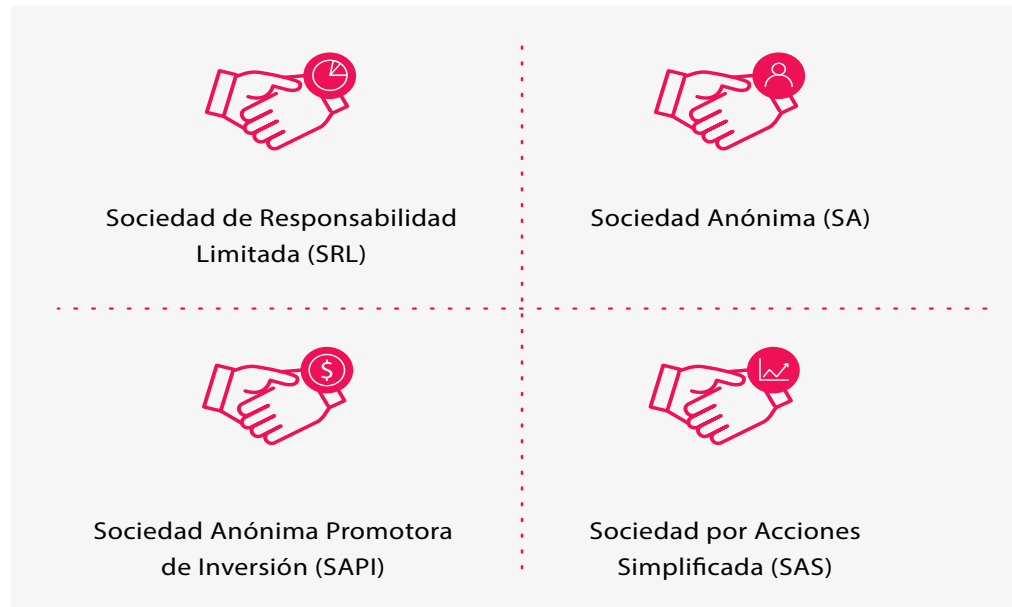 Sociedad de Responsabilidad
Limitada (SRL)
Sociedad Anónima (SA)
$
Sociedad Anónima Promotora
de Inversión (SAPI)
Sociedad por Acciones
Simplificada (SAS)